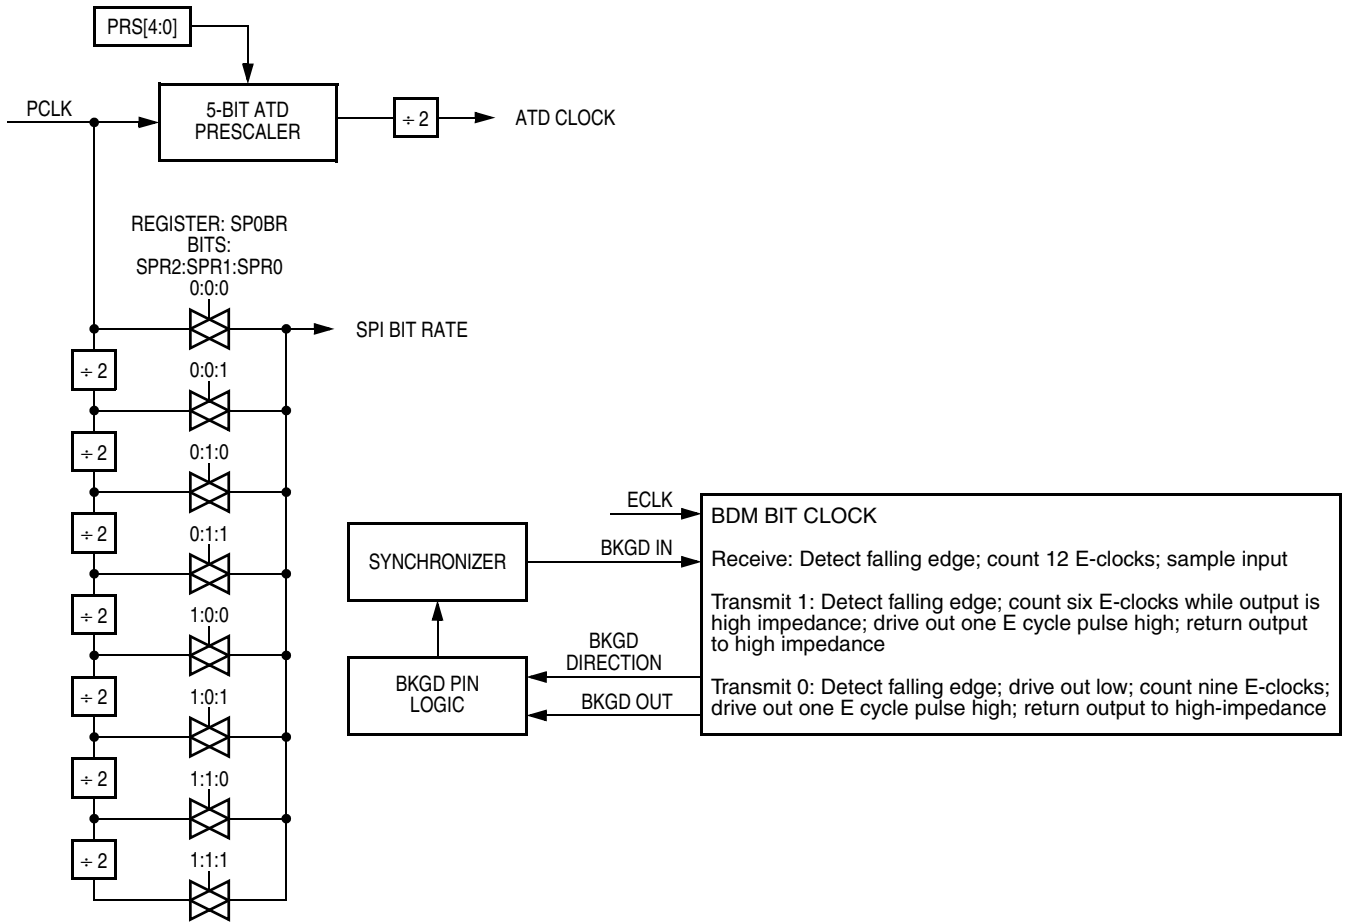 PRS[4:0]
PCLK
5-BIT ATD
PRESCALER
÷ 2
ATD CLOCK
REGISTER: SP0BR
BITS:
SPR2:SPR1:SPR0
0:0:0
SPI BIT RATE
÷ 2
0:0:1
÷ 2
0:1:0
÷ 2
0:1:1
÷ 2
1:0:0
÷ 2
1:0:1
÷ 2
1:1:0
÷ 2
1:1:1
SYNCHRONIZER
BKGD PIN
LOGIC
ECLK
BKGD IN
BKGD
DIRECTION
BKGD OUT
BDM BIT CLOCK
Receive: Detect falling edge; count 12 E-clocks; sample input
Transmit 1: Detect falling edge; count six E-clocks while output is
high impedance; drive out one E cycle pulse high; return output
to high impedance
Transmit 0: Detect falling edge; drive out low; count nine E-clocks;
drive out one E cycle pulse high; return output to high-impedance